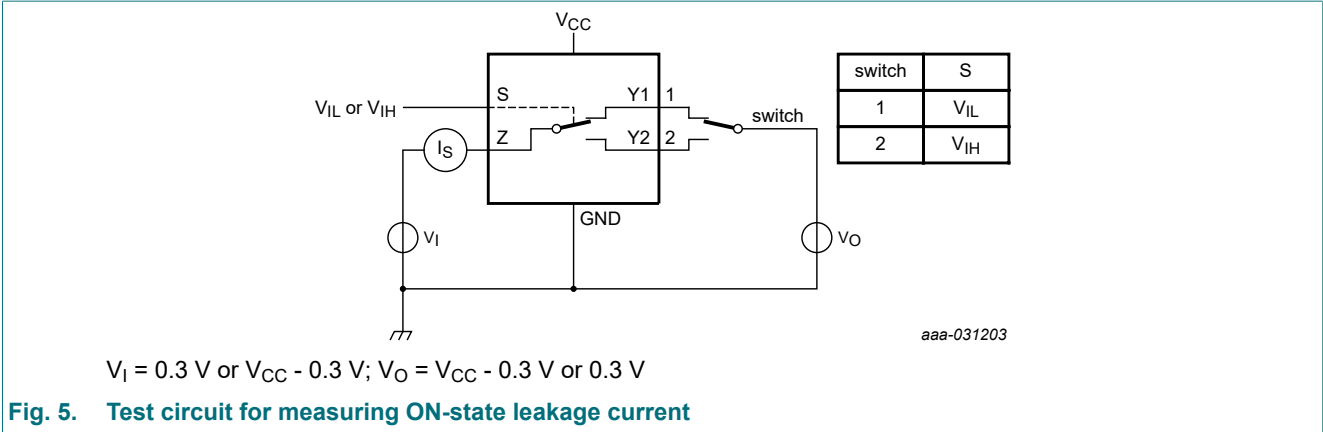 VCC
switch S
1 VIL
2 VIH
S Y1 1
VIL or VIH
switch
Z Y2 2
IS
GND
VI
VO
aaa-031203
VI = 0.3 V or VCC - 0.3 V; VO = VCC - 0.3 V or 0.3 V
Fig. 5. Test circuit for measuring ON-state leakage current